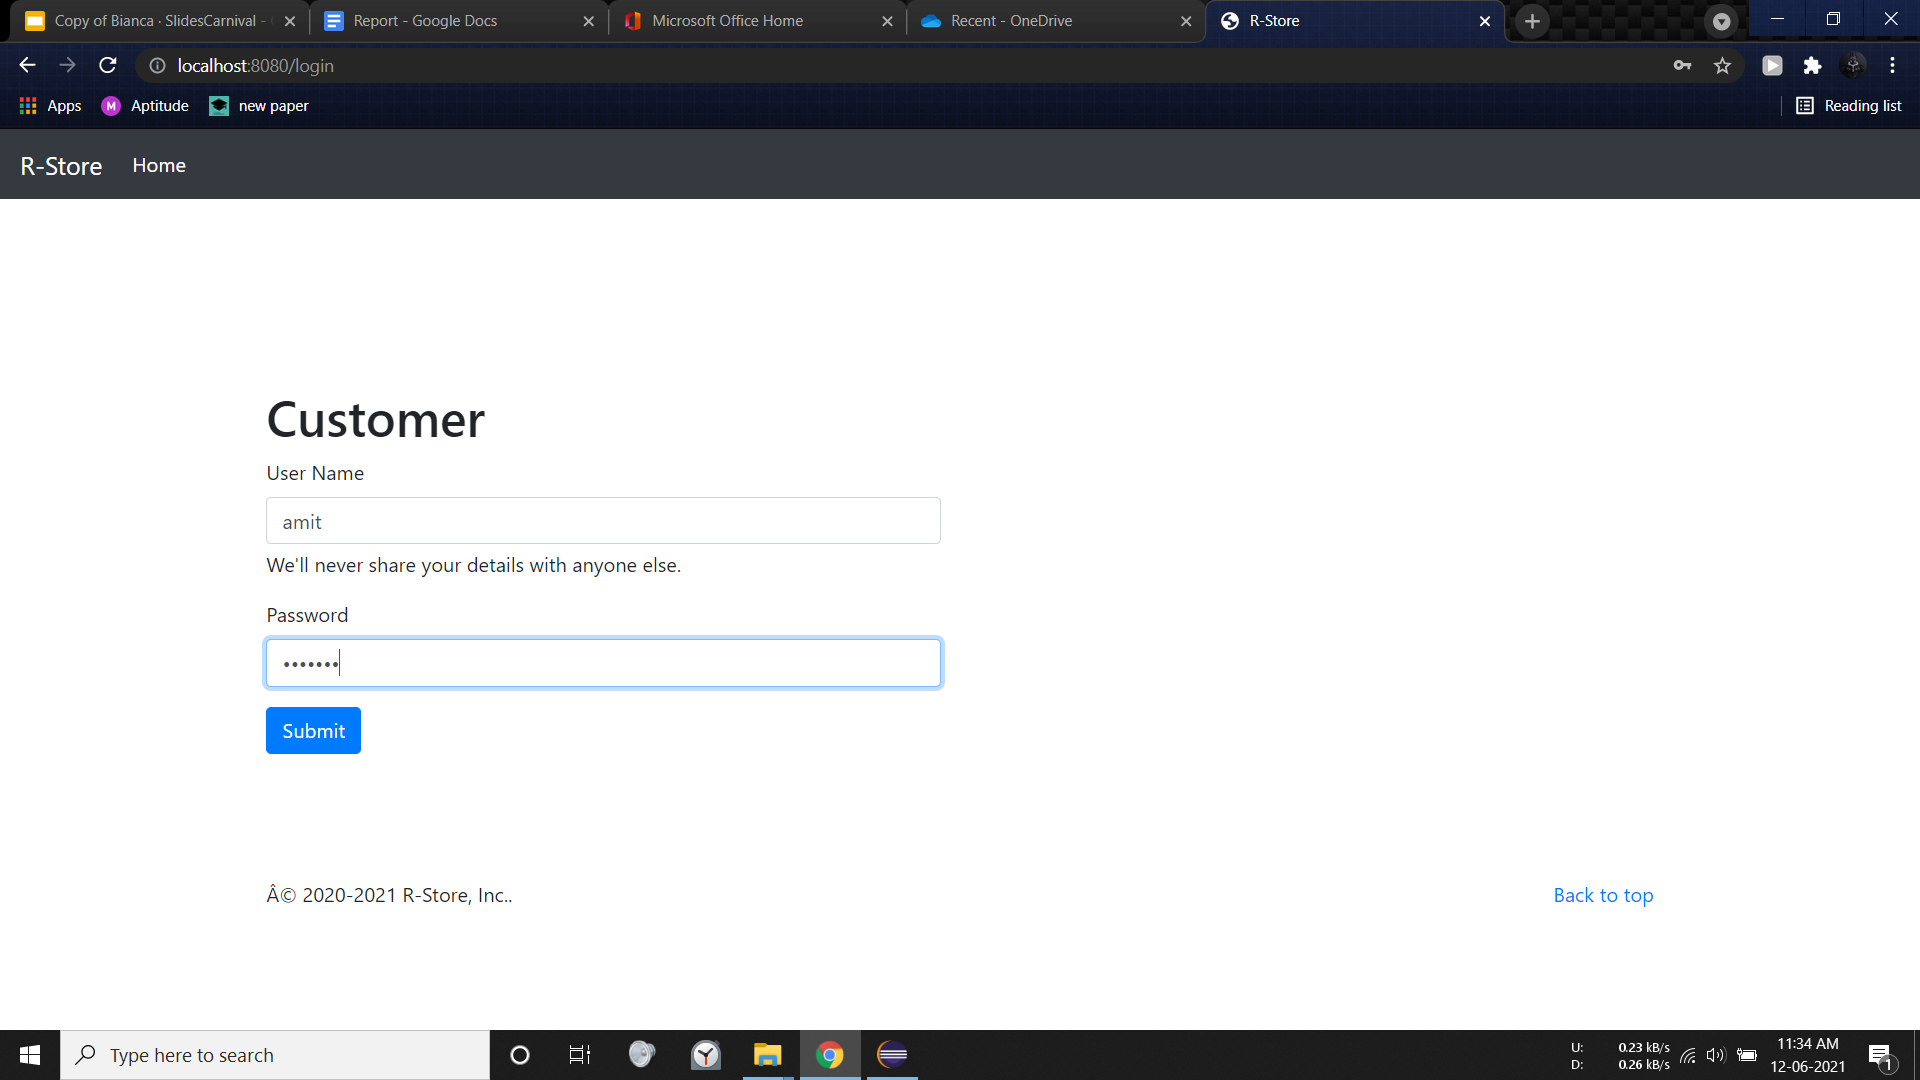 Copy of Bianca · SlidesCarnival -
Report - Google Docs
Microsoft Office Home
Recent - OneDrive
R-Store
localhost:8080/login
Apps
M
Aptitude
new paper
Reading list
R-Store
Home
Customer
User Name
amit
We'll never share your details with anyone else.
Password
•••••••
Submit
Â© 2020-2021 R-Store, Inc..
Back to top
Type here to search
U: 0.23 kB/s
D: 0.26 kB/s
11:34 AM
12-06-2021
1